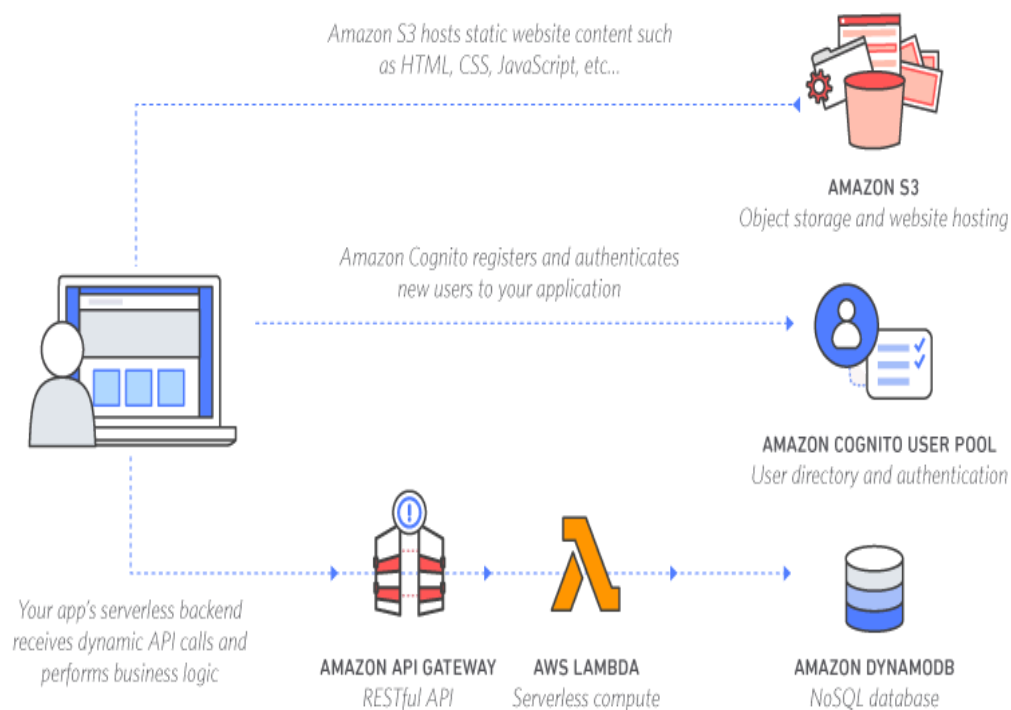 Amazon S3 hosts static website content such
as HTML, CSS, JavaScript, etc...
AMAZON S3
Object storage and website hosting
Amazon Cognito registers and authenticates
new users to your application
AMAZON COGNITO USER POOL
User directory and authentication
Your app's serverless backend
receives dynamic API calls and
performs business logic
AMAZON API GATEWAY
RESTful API
AWS LAMBDA
Serverless compute
AMAZON DYNAMODB
NoSQL database